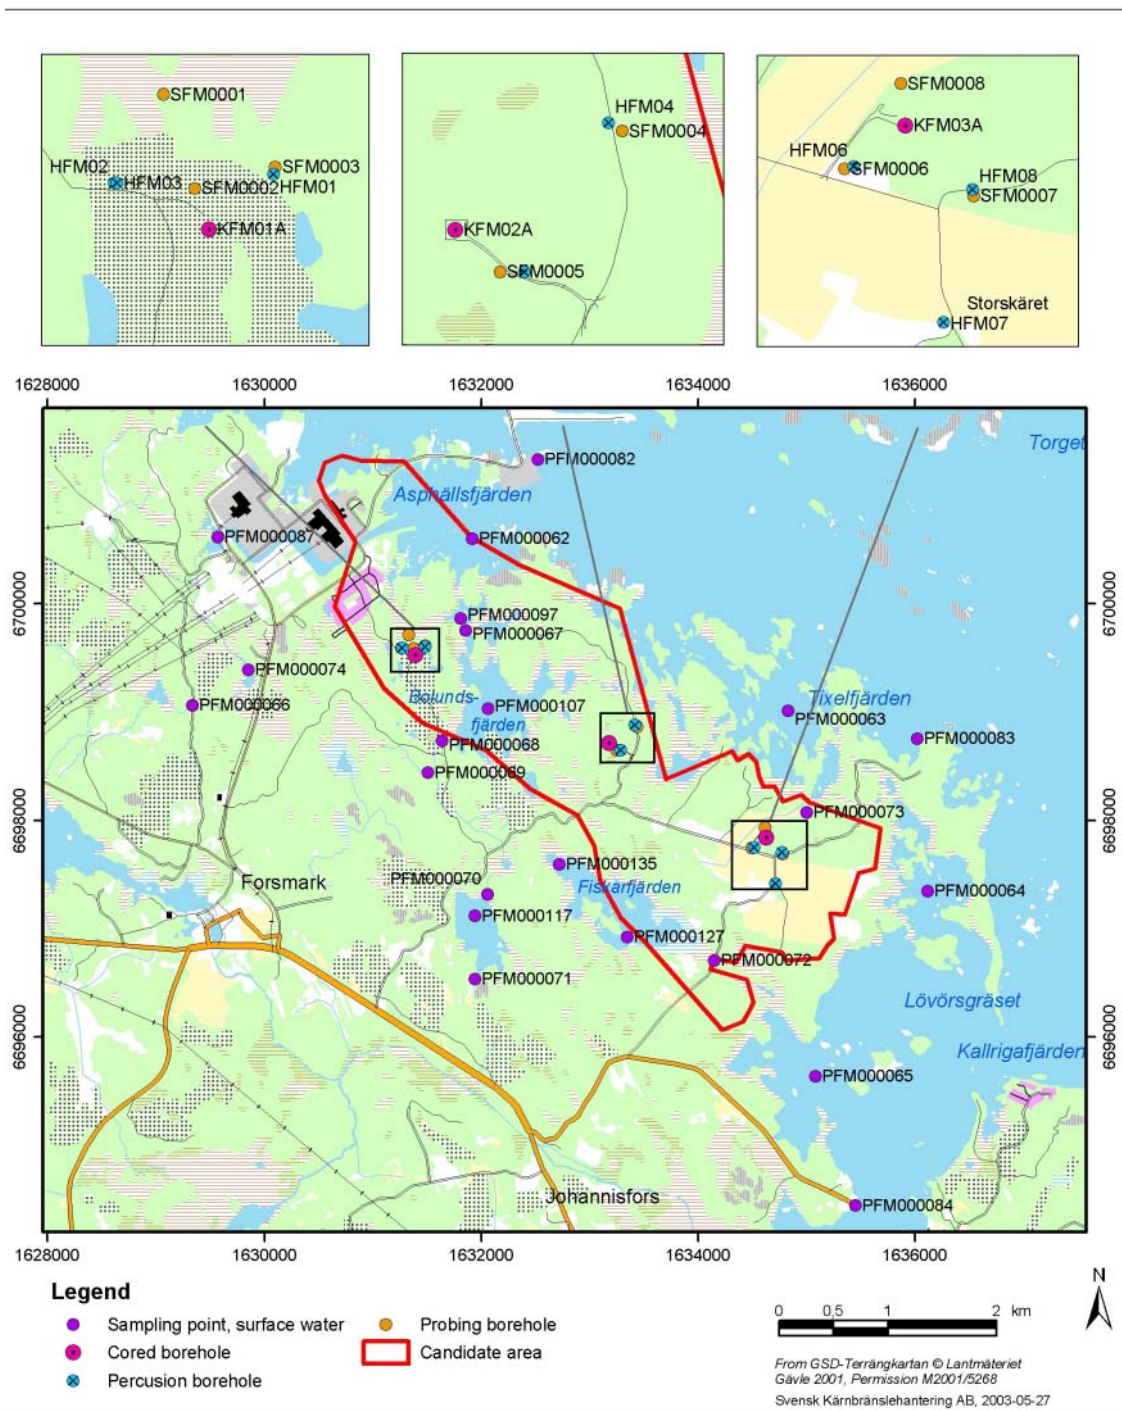 SFM0001
HFM02
HFM03
SFM0002
SFM0003
HFM01
KFM01A
HFM04
SFM0004
KFM02A
SFM0005
SFM0008
KFM03A
HFM06
SFM0006
HFM08
SFM0007
Storskäret
HFM07
1628000 1630000 1632000 1634000 1636000
Torget
PFM000082
Asphällsfjärden
PFM000087
PFM000062
6700000
6700000
PFM000097
PFM000067
PFM000074
PFM000066
Bolunds-
fjärden
PFM000107
Tixelfjärden
PFM000063
PFM000083
PFM000068
PFM000069
PFM000073
6698000
6698000
PFM000135
PFM000070
Fiskarfjärden
Forsmark
PFM000064
PFM000117
PFM000127
PFM000072
PFM000071
Lövörsgräset
6696000
6696000
Kallrigafjärden
PFM000065
Johannisfors
PFM000084
1628000 1630000 1632000 1634000 1636000
Legend
Sampling point, surface water
Cored borehole
Percusion borehole
Probing borehole
Candidate area
0 0,5 1 2 km
N
From GSD-Terrängkartan © Lantmäteriet
Gävle 2001, Permission M2001/5268
Svensk Kärnbränslehantering AB, 2003-05-27